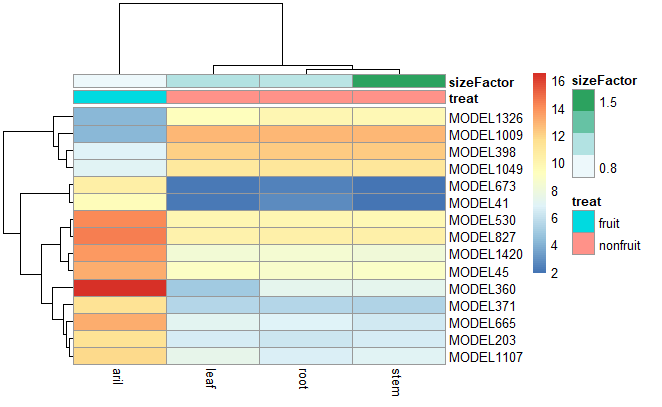 sizeFactor
treat
MODEL1326
MODEL1009
MODEL398
MODEL1049
MODEL673
MODEL41
MODEL530
MODEL827
MODEL1420
MODEL45
MODEL360
MODEL371
MODEL665
MODEL203
MODEL1107
aril
leaf
root
stem
16
14
12
10
8
6
4
2
sizeFactor
1.5
0.8
treat
fruit
nonfruit